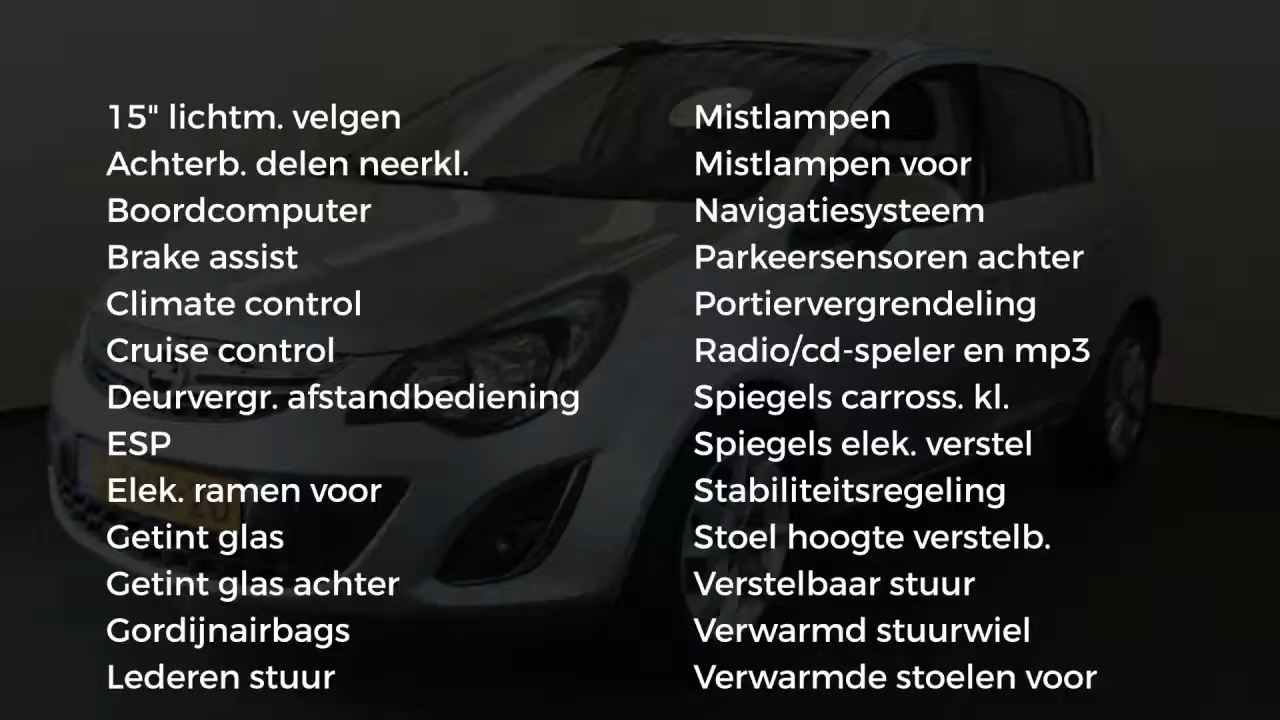 15" lichtm. velgen
Achterb. delen neerkl.
Boordcomputer
Brake assist
Climate control
Cruise control
Deurvergr. afstandbediening
ESP
Elek. ramen voor
Getint glas
Getint glas achter
Gordijnairbags
Lederen stuur
Mistlampen
Mistlampen voor
Navigatiesysteem
Parkeersensoren achter
Portiervergrendeling
Radio/cd-speler en mp3
Spiegels carross. kl.
Spiegels elek. verstel
Stabiliteitsregeling
Stoel hoogte verstelb.
Verstelbaar stuur
Verwarmd stuurwiel
Verwarmde stoelen voor